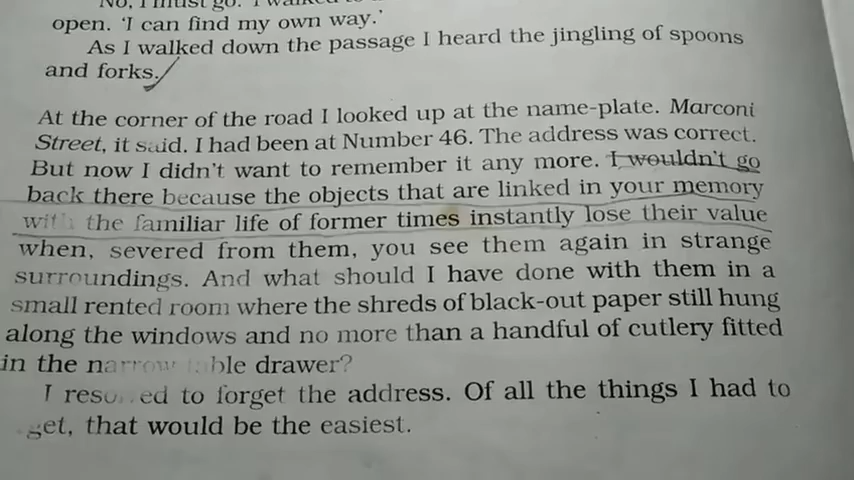 No, I must go.' I walked to
open. 'I can find my own way.'
As I walked down the passage I heard the jingling of spoons
and forks.
At the corner of the road I looked up at the name-plate. Marconi
Street, it said. I had been at Number 46. The address was correct.
But now I didn't want to remember it any more. I wouldn't go
back there because the objects that are linked in your memory
with the familiar life of former times instantly lose their value
when, severed from them, you see them again in strange
surroundings. And what should I have done with them in a
small rented room where the shreds of black-out paper still hung
along the windows and no more than a handful of cutlery fitted
in the narrow table drawer?
I resolved to forget the address. Of all the things I had to
get, that would be the easiest.